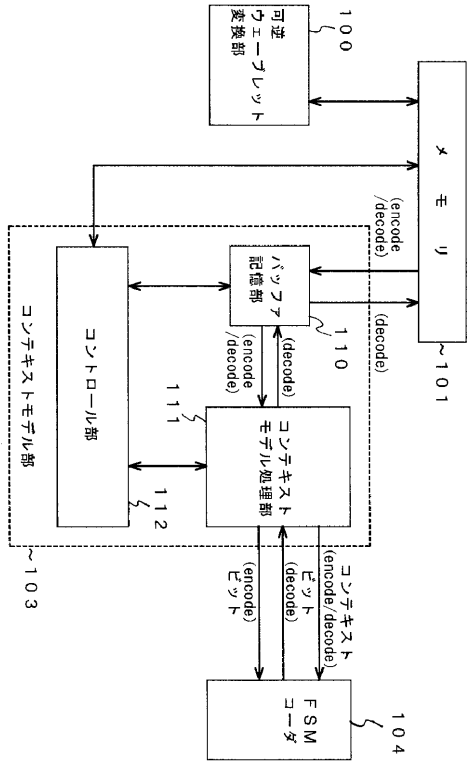 可逆
ウェーブレット
変換部
100
メモリ
~101
(encode
/decode)
(decode)
バッファ
記憶部
110
(decode)
(encode
/decode)
111
コンテキスト
モデル処理部
コントロール部
112
コンテキストモデル部
~103
コンテキスト
(encode/decode)
ビット
(decode)
(encode)
ビット
FSM
コーダ
104